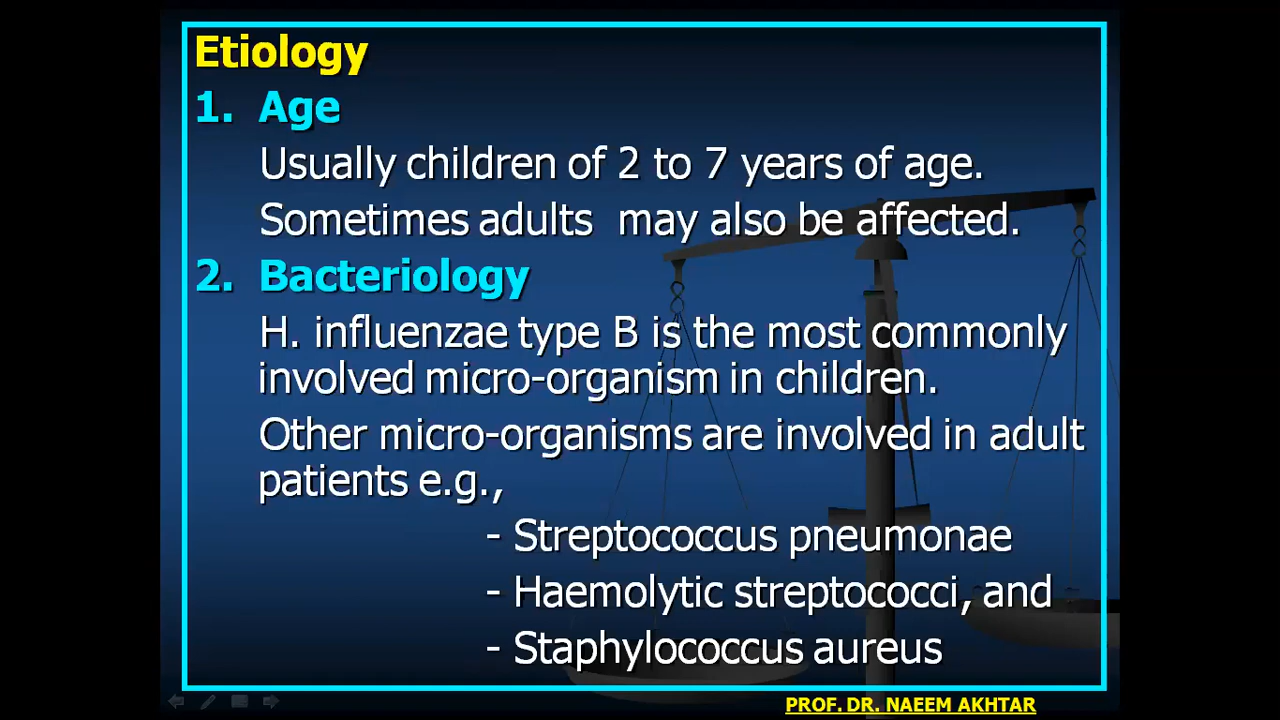 Etiology
1. Age
Usually children of 2 to 7 years of age.
Sometimes adults may also be affected.
2. Bacteriology
H. influenzae type B is the most commonly
involved micro-organism in children.
Other micro-organisms are involved in adult
patients e.g.,
- Streptococcus pneumonae
- Haemolytic streptococci, and
- Staphylococcus aureus
PROF. DR. NAEEM AKHTAR